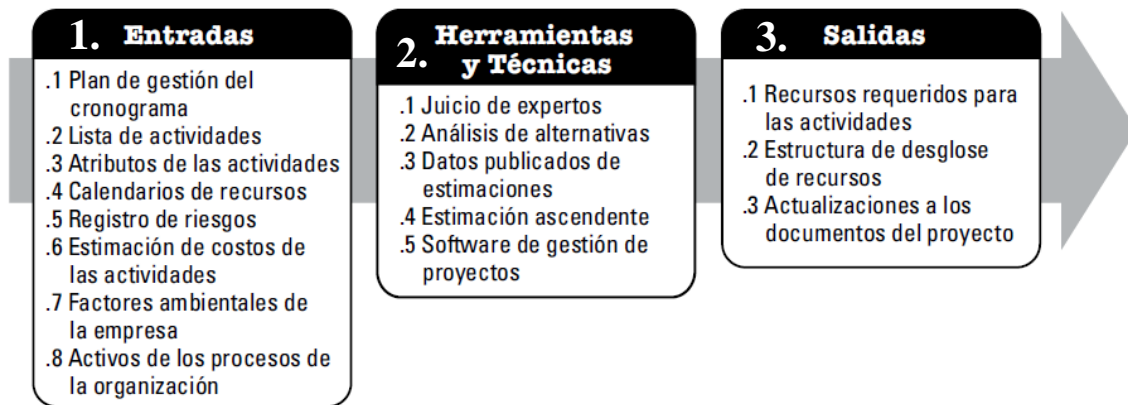 1. Entradas
.1 Plan de gestión del
cronograma
.2 Lista de actividades
.3 Atributos de las actividades
.4 Calendarios de recursos
.5 Registro de riesgos
.6 Estimación de costos de
las actividades
.7 Factores ambientales de
la empresa
.8 Activos de los procesos de
la organización
2. Herramientas
y Técnicas
.1 Juicio de expertos
.2 Análisis de alternativas
.3 Datos publicados de
estimaciones
.4 Estimación ascendente
.5 Software de gestión de
proyectos
3. Salidas
.1 Recursos requeridos para
las actividades
.2 Estructura de desglose
de recursos
.3 Actualizaciones a los
documentos del proyecto